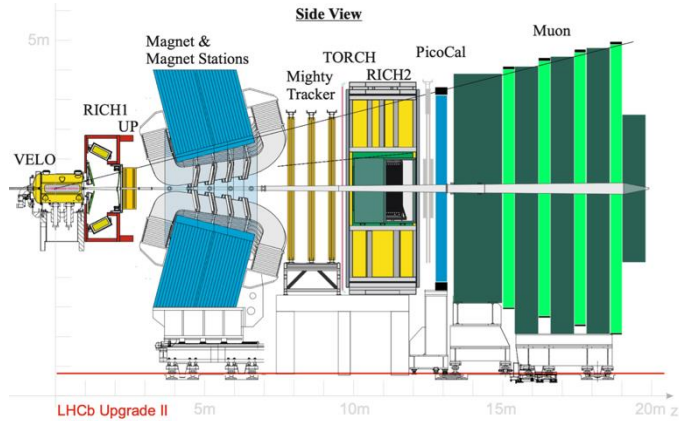 Side View
5m
Magnet &
Magnet Stations
TORCH
RICH2
PicoCal
Muon
Mighty
Tracker
RICH1
UP
VELO
LHCb Upgrade II
5m
10m
15m
20m
z